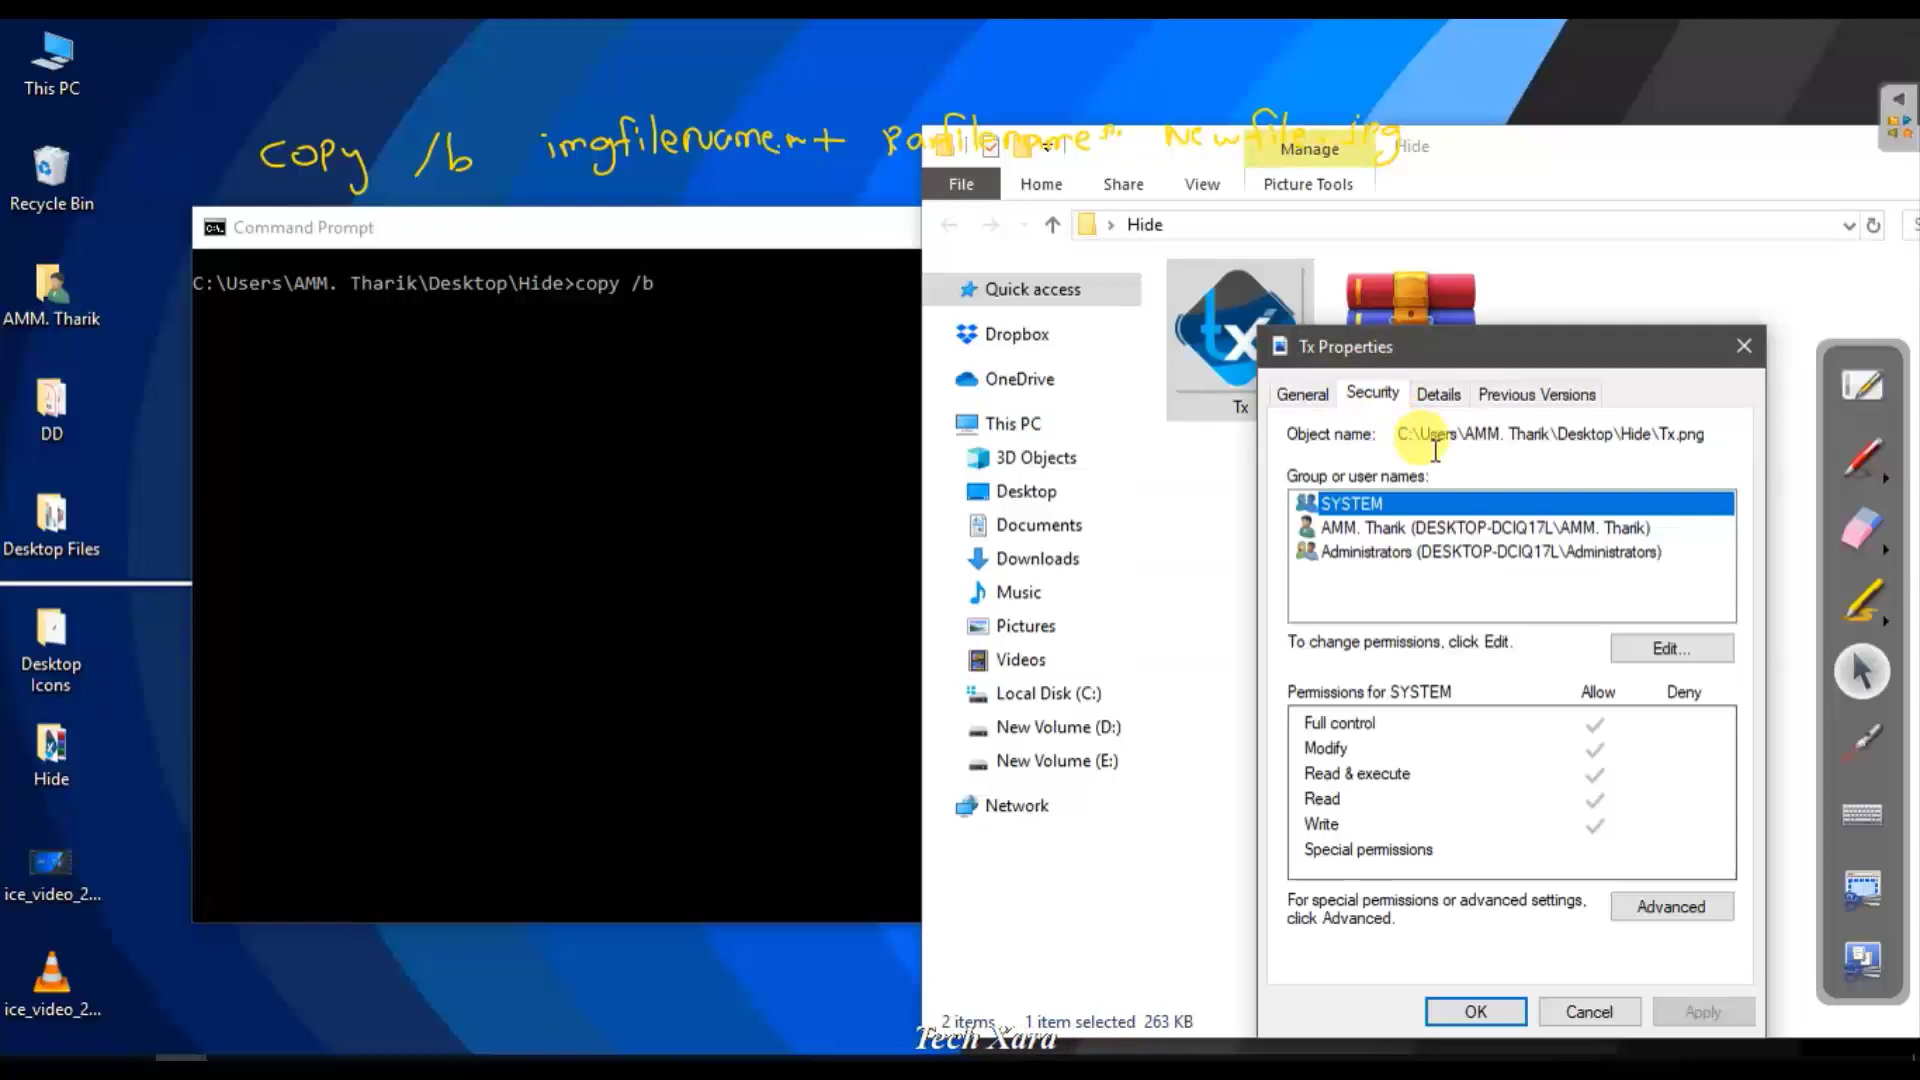 This PC
Recycle Bin
AMM. Tharik
DD
Desktop Files
Desktop
Icons
Hide
ice_video_2...
ice_video_2...
copy /b imgfilename.
Newfile.jpg
Command Prompt
C:\Users\AMM. Tharik\Desktop\Hide>copy /b
Manage
Hide
File
Home
Share
View
Picture Tools
Hide
Quick access
Dropbox
OneDrive
This PC
3D Objects
Desktop
Documents
Downloads
Music
Pictures
Videos
Local Disk (C:)
New Volume (D:)
New Volume (E:)
Network
tx
Tx
2 items
1 item selected 263 KB
Tx Properties
General
Security
Details
Previous Versions
Object name: C:\Users\AMM. Tharik\Desktop\Hide\Tx.png
Group or user names:
SYSTEM
AMM. Tharik (DESKTOP-DCIQ17L\AMM. Tharik)
Administrators (DESKTOP-DCIQ17L\Administrators)
To change permissions, click Edit.
Edit...
Permissions for SYSTEM Allow Deny
Full control
Modify
Read & execute
Read
Write
Special permissions
For special permissions or advanced settings,
click Advanced.
Advanced
OK
Cancel
Apply
Tech Xara